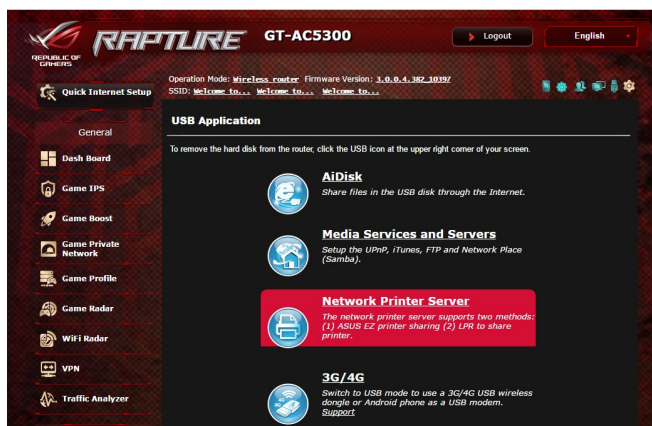 REPUBLIC OF
GAMERS
RAPTURE
GT-AC5300
Logout
English
Quick Internet Setup
Operation Mode: Wireless router Firmware Version: 3.0.0.4.382_10397
SSID: Welcome to... Welcome to... Welcome to...
General
Dash Board
Game IPS
Game Boost
Game Private
Network
Game Profile
Game Radar
WiFi Radar
VPN
Traffic Analyzer
USB Application
To remove the hard disk from the router, click the USB icon at the upper right corner of your screen.
AiDisk
Share files in the USB disk through the Internet.
Media Services and Servers
Setup the UPnP, iTunes, FTP and Network Place
(Samba).
Network Printer Server
The network printer server supports two methods:
(1) ASUS EZ printer sharing (2) LPR to share
printer.
3G/4G
Switch to USB mode to use a 3G/4G USB wireless
dongle or Android phone as a USB modem.
Support